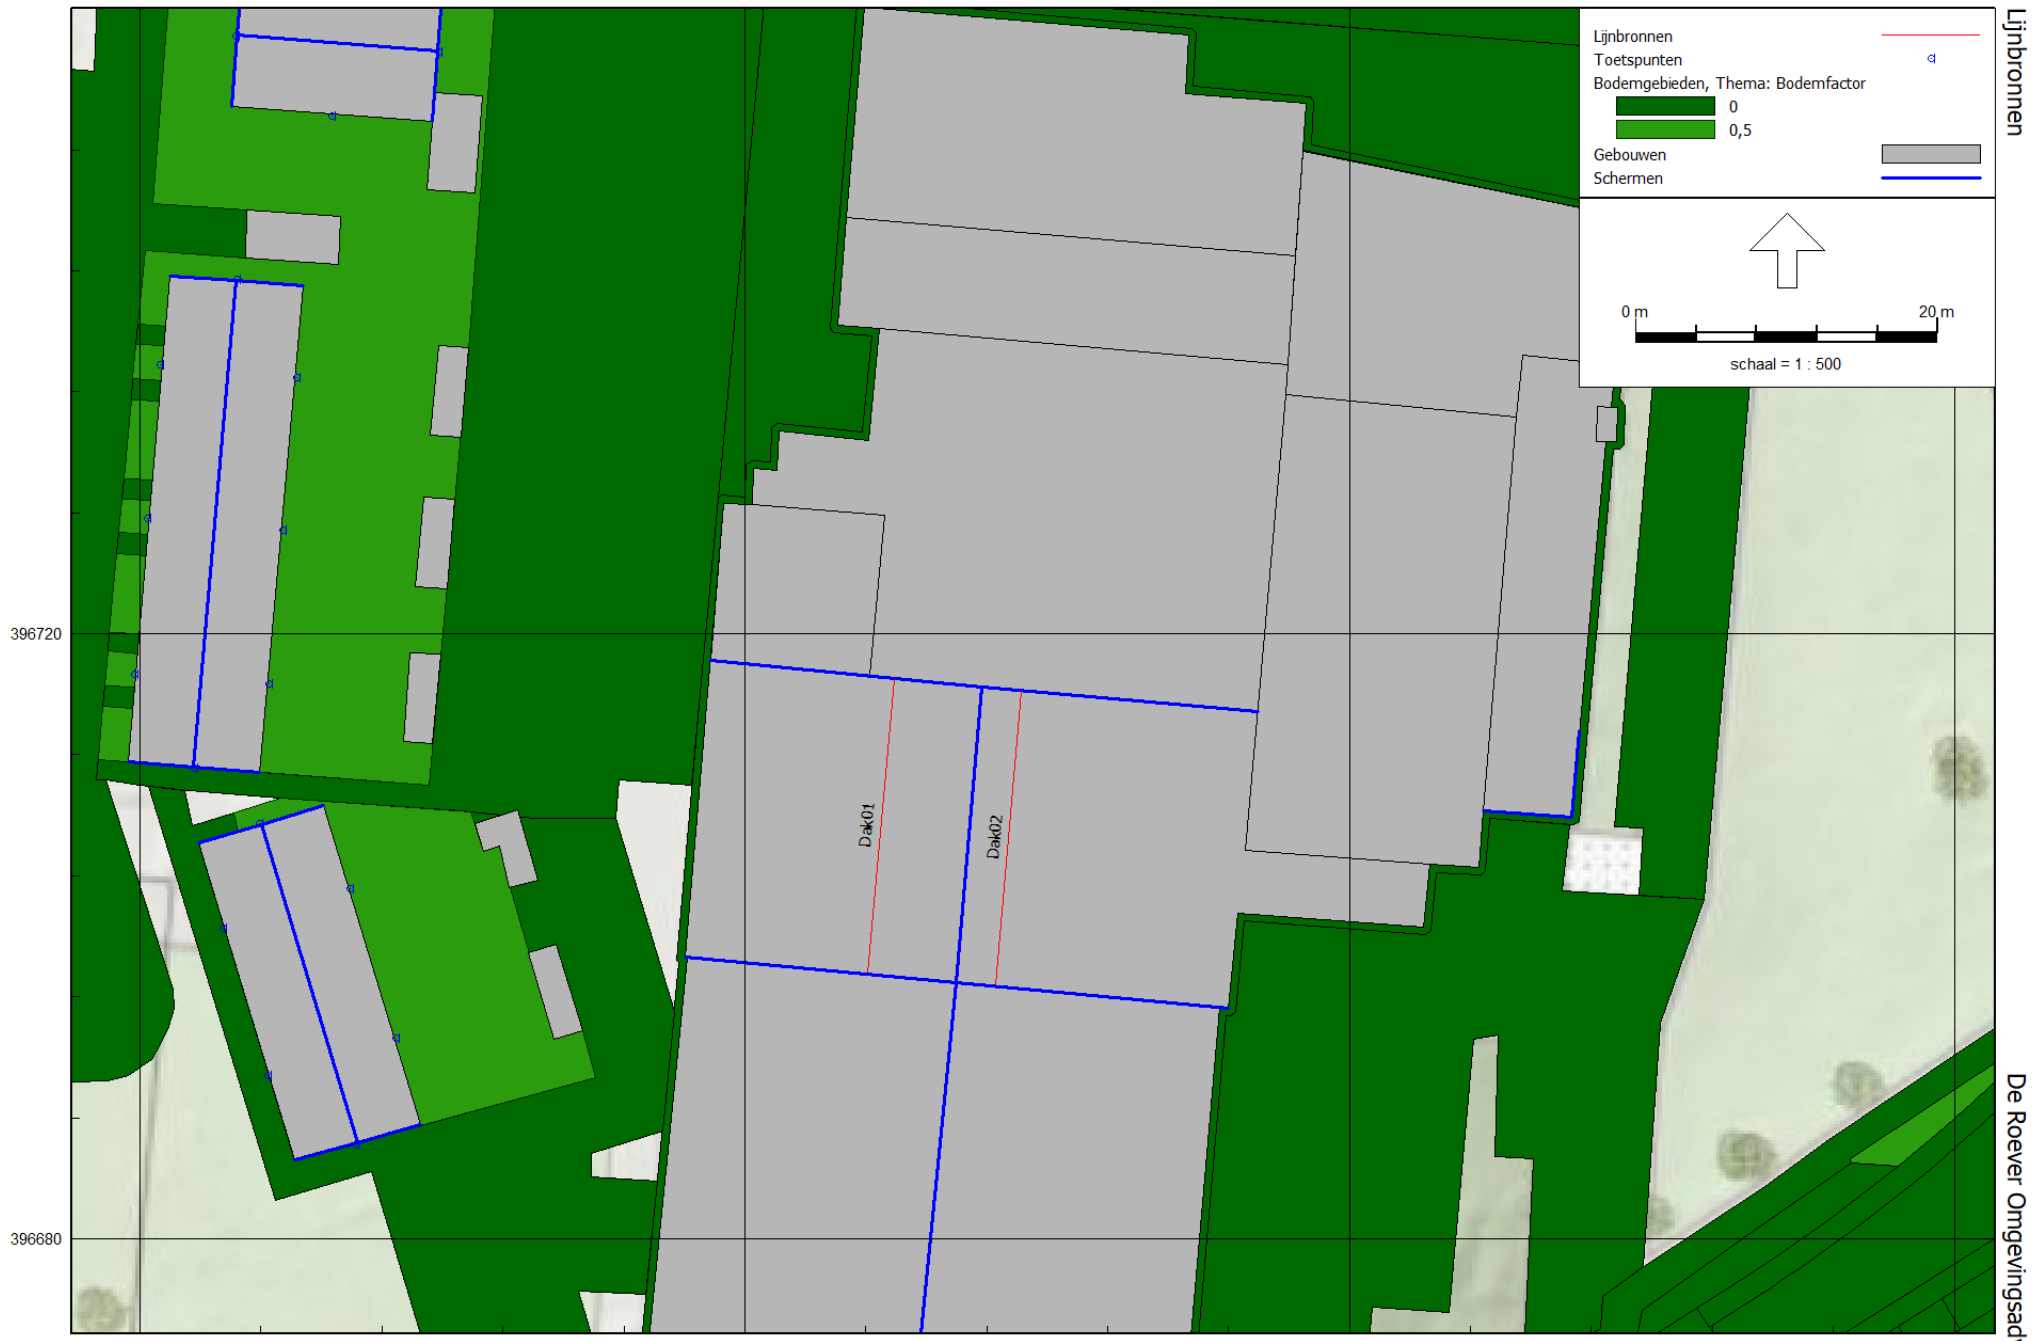 Lijnbronnen
Lijnbronnen
Toetspunten
Bodemgebieden, Thema: Bodemfactor
0
0,5
Gebouwen
Schermen
0 m 20 m
schaal = 1 : 500
396720
Dak01
Dak02
396680
De Roever Omgevingsad